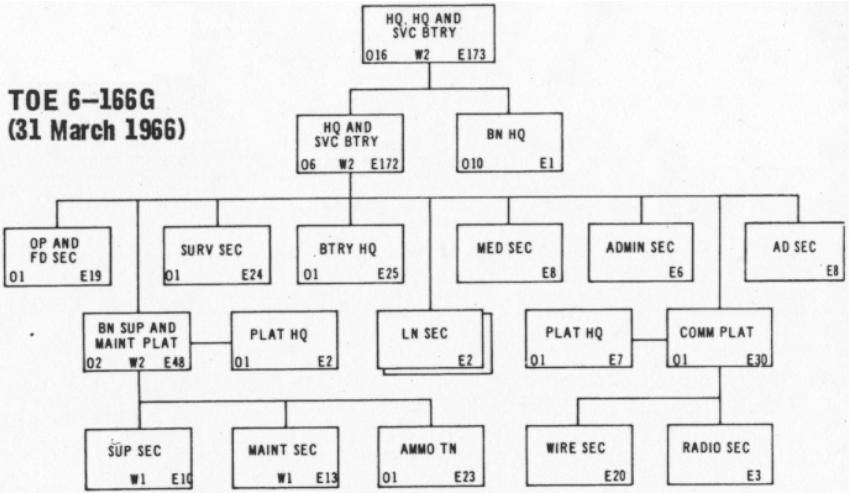 HQ, HQ AND
SVC BTRY
O16 W2 E173
TOE 6-166G
(31 March 1966)
HQ AND
SVC BTRY
O6 W2 E172
BN HQ
O10 E1
OP AND
FD SEC
O1 E19
SURV SEC
O1 E24
BTRY HQ
O1 E25
MED SEC
E8
ADMIN SEC
E6
AD SEC
E8
BN SUP AND
MAINT PLAT
O2 W2 E48
PLAT HQ
O1 E2
LN SEC
E2
PLAT HQ
O1 E7
COMM PLAT
O1 E30
SUP SEC
W1 E10
MAINT SEC
W1 E13
AMMO TN
O1 E23
WIRE SEC
E20
RADIO SEC
E3